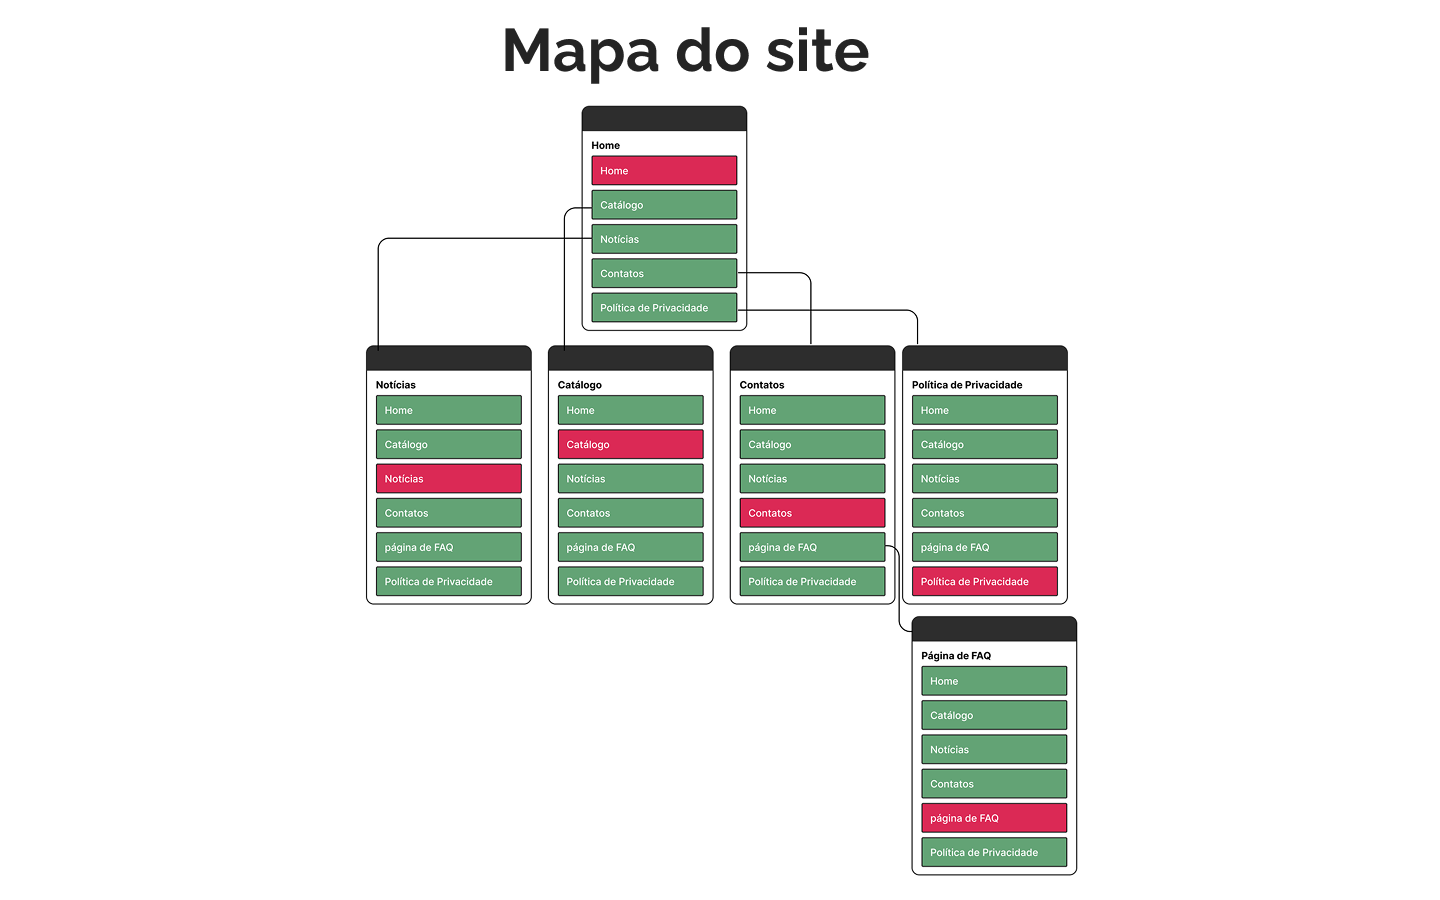 Mapa do site
Home
Home
Catálogo
Notícias
Contatos
Política de Privacidade
Notícias
Home
Catálogo
Notícias
Contatos
página de FAQ
Política de Privacidade
Catálogo
Home
Catálogo
Notícias
Contatos
página de FAQ
Política de Privacidade
Contatos
Home
Catálogo
Notícias
Contatos
página de FAQ
Política de Privacidade
Política de Privacidade
Home
Catálogo
Notícias
Contatos
página de FAQ
Política de Privacidade
Página de FAQ
Home
Catálogo
Notícias
Contatos
página de FAQ
Política de Privacidade